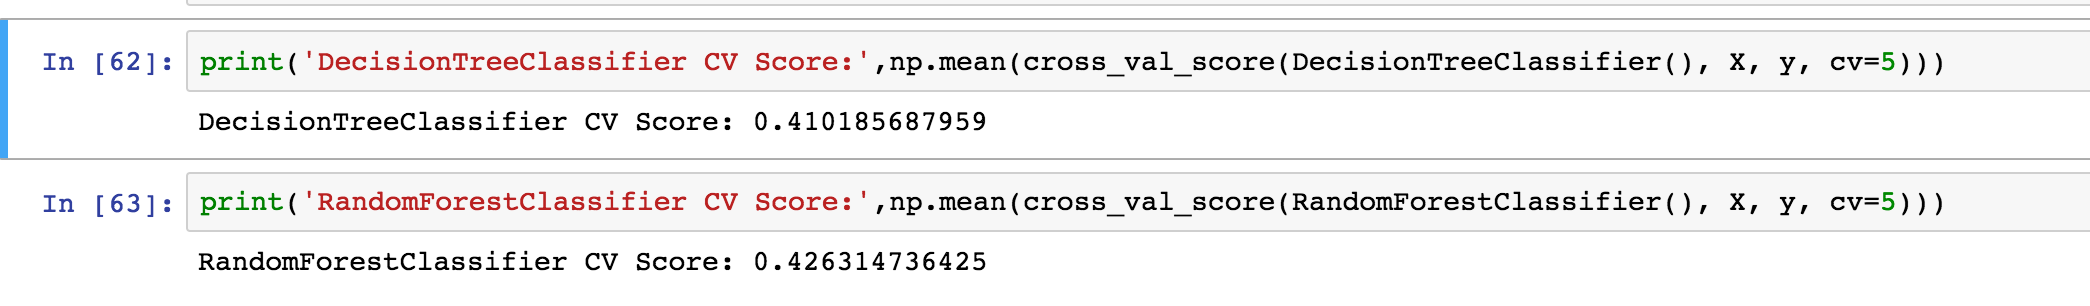 In [62]: print('DecisionTreeClassifier CV Score:',np.mean(cross_val_score(DecisionTreeClassifier(), X, y, cv=5)))
DecisionTreeClassifier CV Score: 0.410185687959
In [63]: print('RandomForestClassifier CV Score:',np.mean(cross_val_score(RandomForestClassifier(), X, y, cv=5)))
RandomForestClassifier CV Score: 0.426314736425